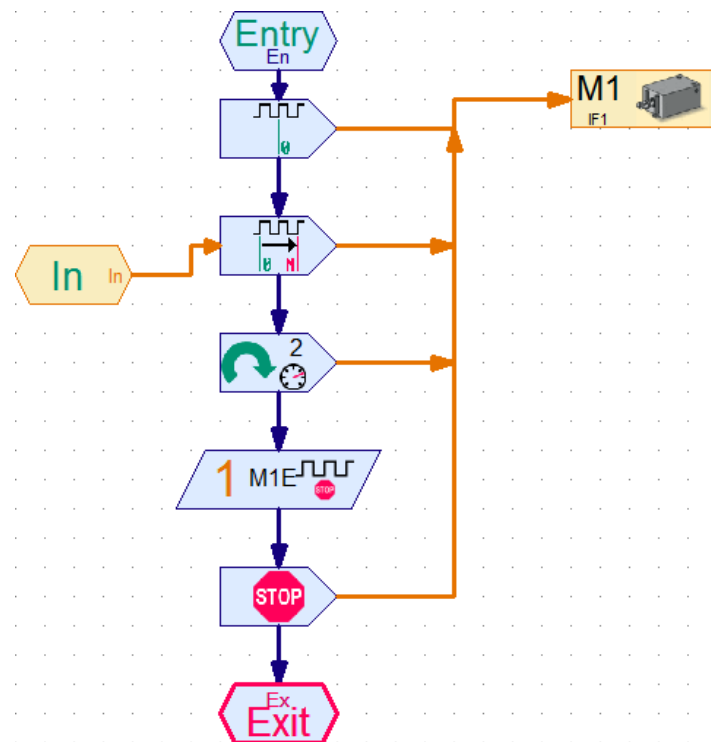 Entry
En
M1
IF1
0
0 N
In In
2
1 M1E STOP
STOP
Ex
Exit